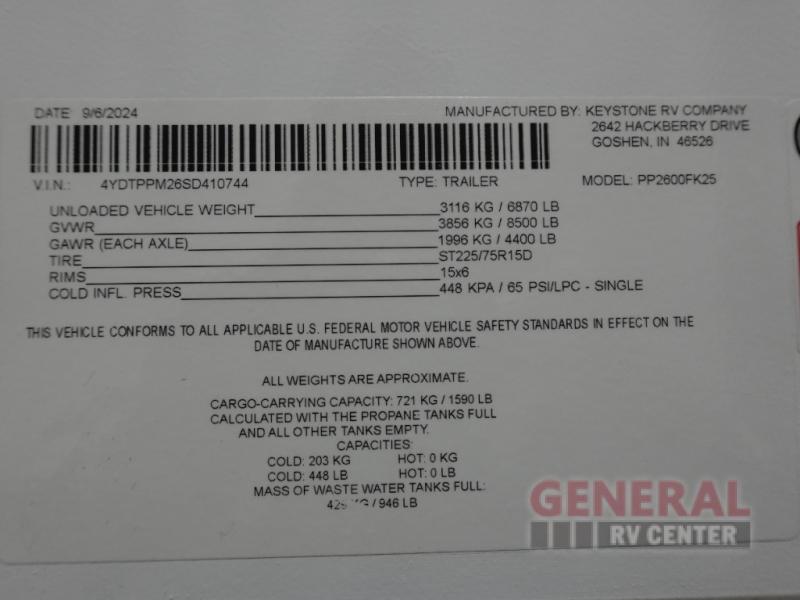 DATE: 9/6/2024 MANUFACTURED BY: KEYSTONE RV COMPANY
2642 HACKBERRY DRIVE
GOSHEN, IN 46526
V.I.N.: 4YDTPPM26SD410744 TYPE: TRAILER MODEL: PP2600FK25
UNLOADED VEHICLE WEIGHT 3116 KG / 6870 LB
GVWR 3856 KG / 8500 LB
GAWR (EACH AXLE) 1996 KG / 4400 LB
TIRE ST225/75R15D
RIMS 15x6
COLD INFL. PRESS 448 KPA / 65 PSI/LPC - SINGLE
THIS VEHICLE CONFORMS TO ALL APPLICABLE U.S. FEDERAL MOTOR VEHICLE SAFETY STANDARDS IN EFFECT ON THE
DATE OF MANUFACTURE SHOWN ABOVE.
ALL WEIGHTS ARE APPROXIMATE.
CARGO-CARRYING CAPACITY: 721 KG / 1590 LB
CALCULATED WITH THE PROPANE TANKS FULL
AND ALL OTHER TANKS EMPTY.
CAPACITIES:
COLD: 203 KG HOT: 0 KG
COLD: 448 LB HOT: 0 LB
MASS OF WASTE WATER TANKS FULL:
KG / 946 LB
GENERAL
RV CENTER